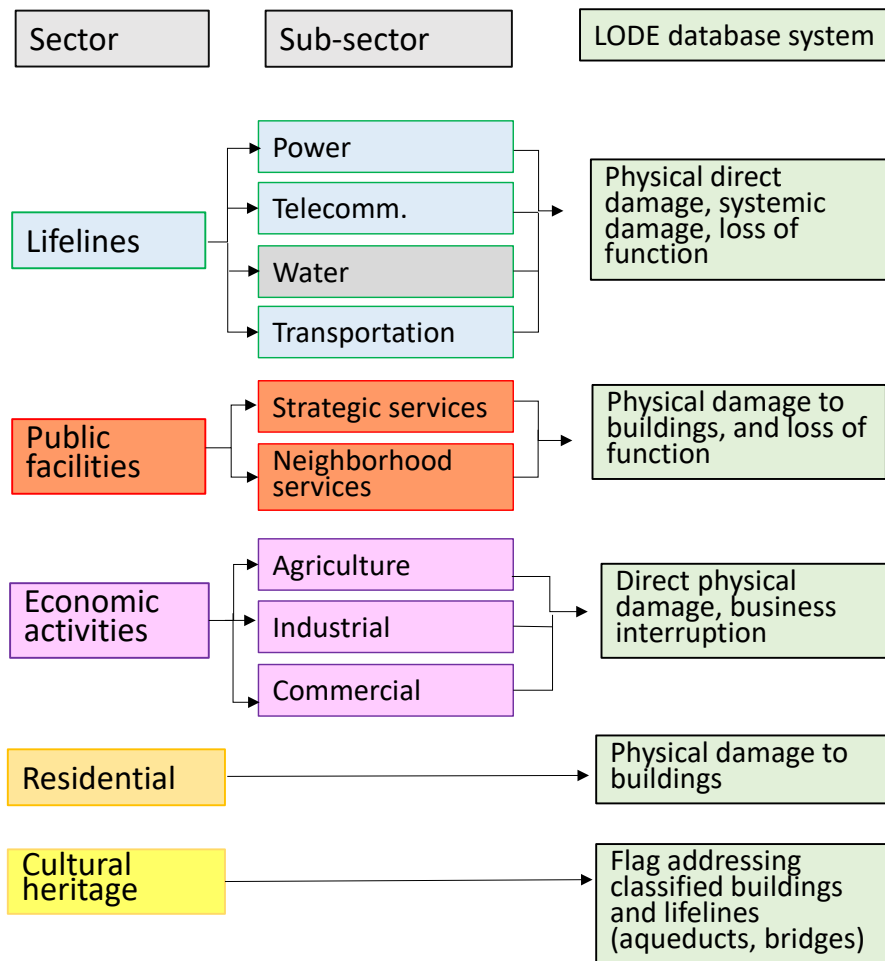 Sector
Sub-sector
LODE database system
Lifelines
Power
Telecomm.
Water
Transportation
Physical direct
damage, systemic
damage, loss of
function
Public
facilities
Strategic services
Neighborhood
services
Physical damage to
buildings, and loss of
function
Economic
activities
Agriculture
Industrial
Commercial
Direct physical
damage, business
interruption
Residential
Physical damage to
buildings
Cultural
heritage
Flag addressing
classified buildings
and lifelines
(aqueducts, bridges)